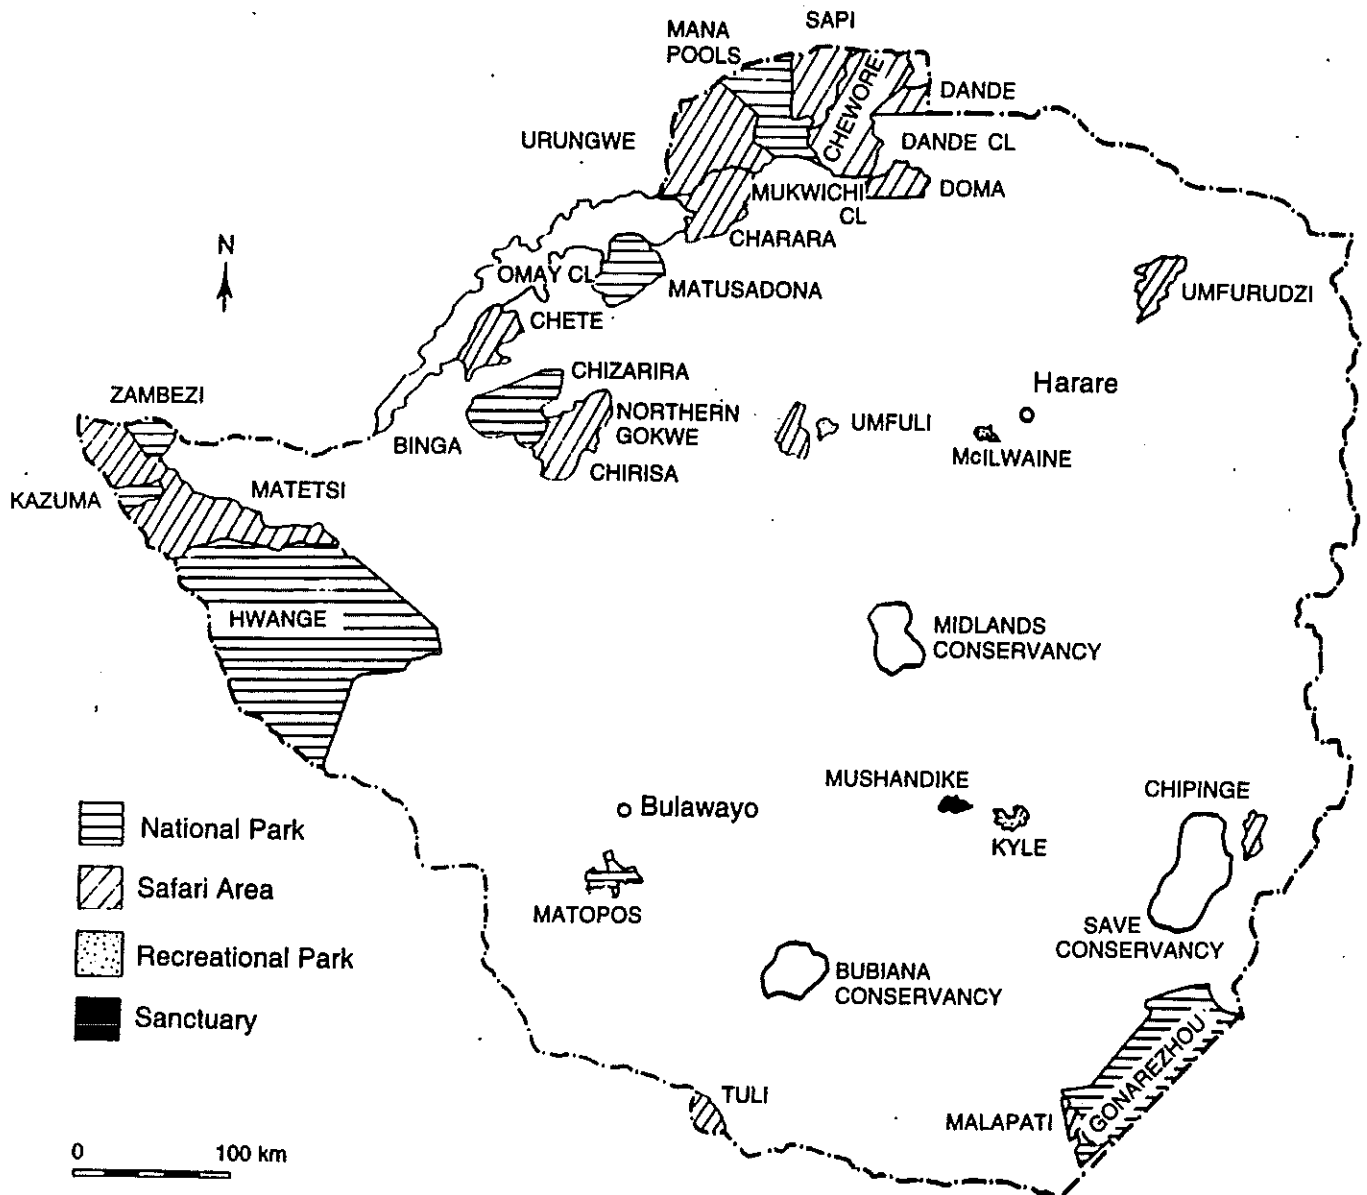 SAPI
MANA
POOLS
DANDE
CHEWORE
URUNGWE
DANDE CL
MUKWICHI
CL
DOMA
CHARARA
N
OMAY CL
MATUSADONA
UMFURUDZI
CHETE
CHIZARIRA
Harare
ZAMBEZI
NORTHERN
GOKWE
UMFULI
BINGA
McILWAINE
CHIRISA
KAZUMA
MATETSI
HWANGE
MIDLANDS
CONSERVANCY
MUSHANDIKE
CHIPINGE
Bulawayo
KYLE
National Park
Safari Area
Recreational Park
Sanctuary
MATOPOS
SAVE
CONSERVANCY
BUBIANA
CONSERVANCY
GONAREZHOU
TULI
MALAPATI
0 100 km